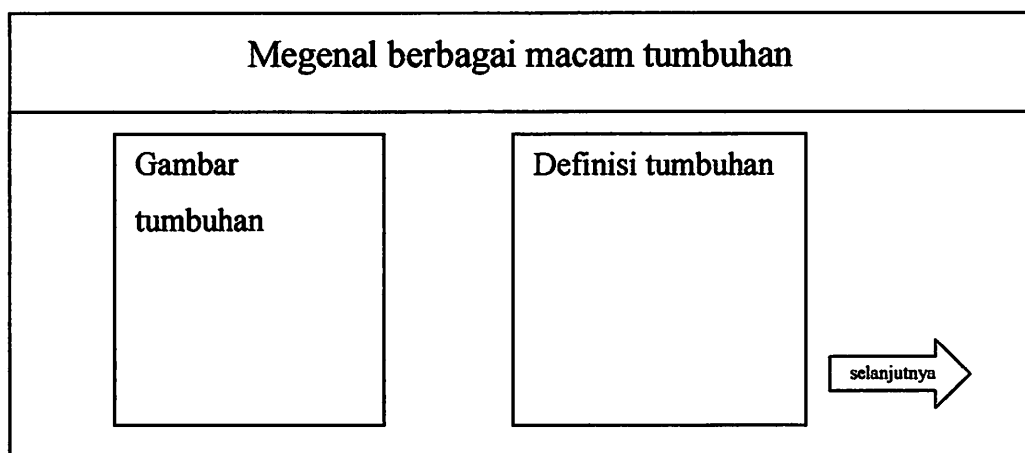 Megenal berbagai macam tumbuhan
Gambar
tumbuhan
Definisi tumbuhan
selanjutnya